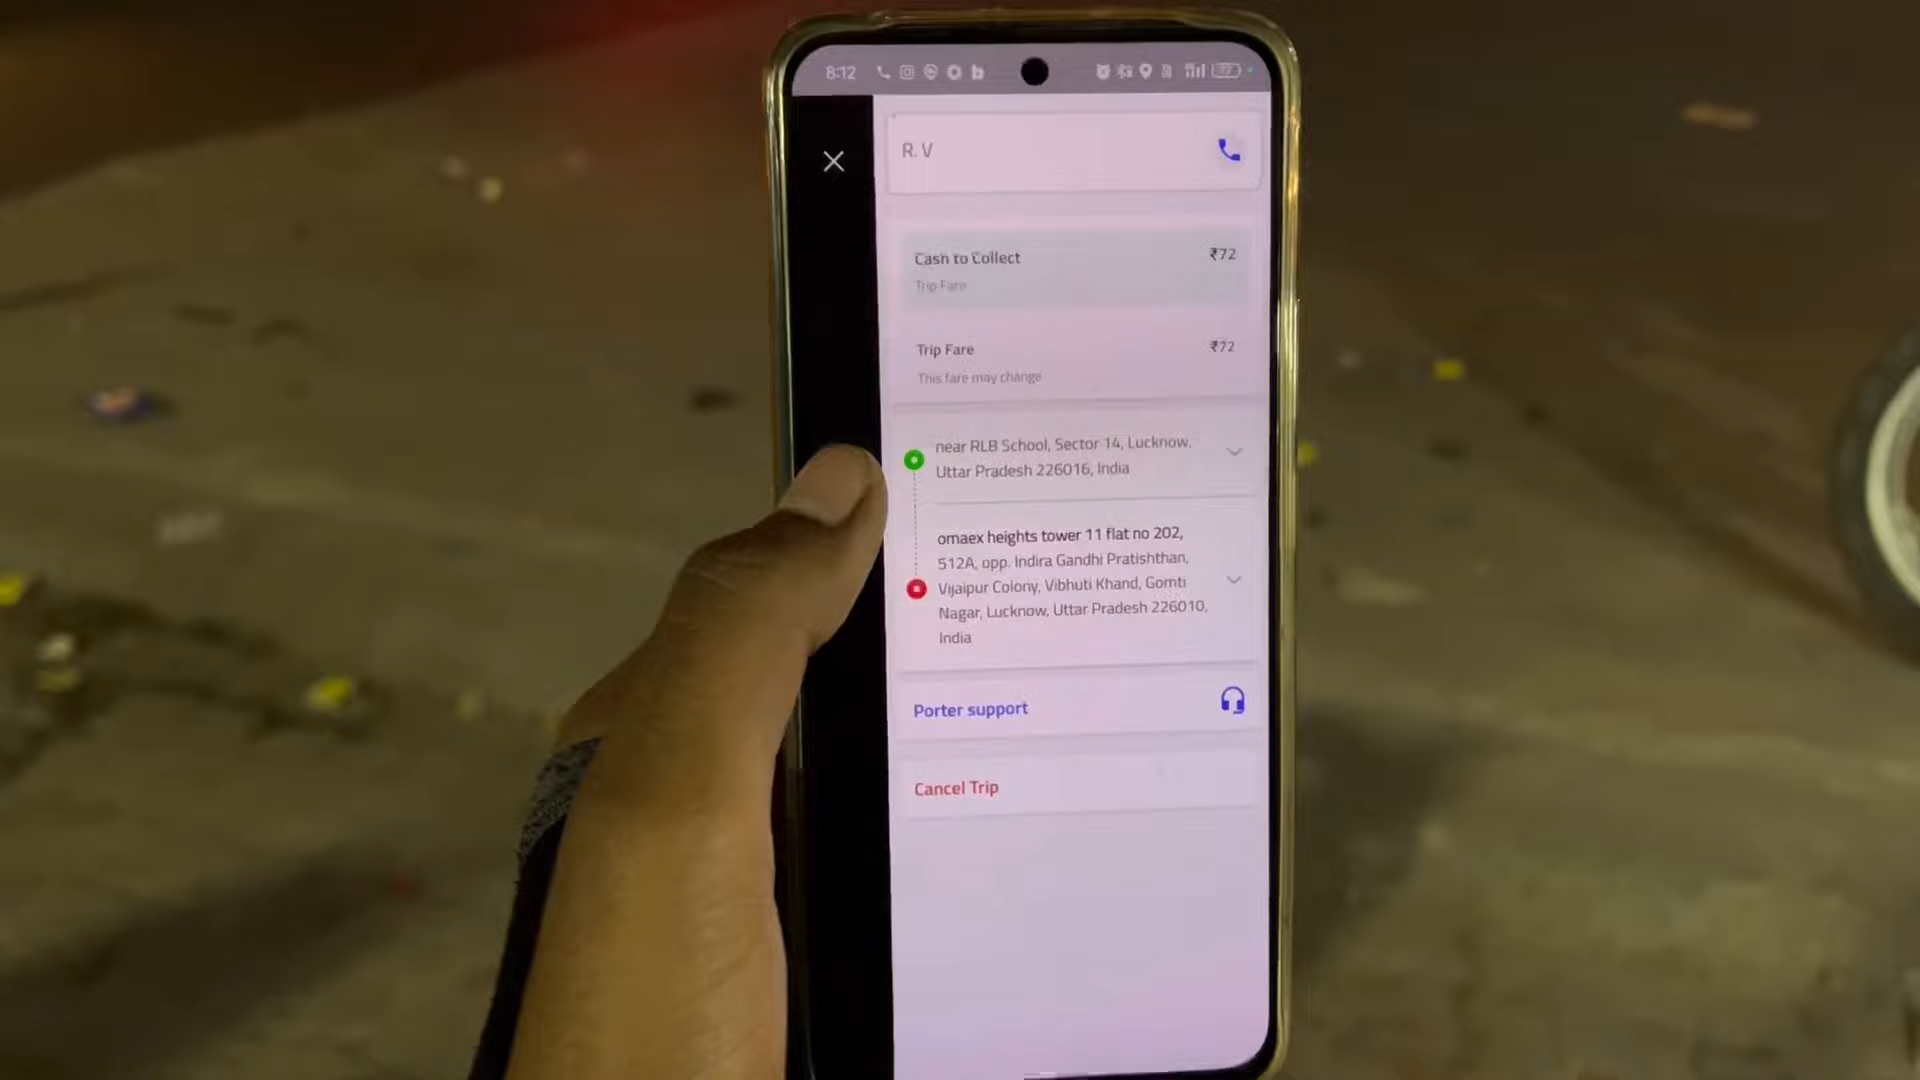 8:12
R. V
Cash to Collect
₹72
Trip Fare
Trip Fare
₹72
This fare may change
near RLB School, Sector 14, Lucknow,
Uttar Pradesh 226016, India
omaex heights tower 11 flat no 202,
512A, opp. Indira Gandhi Pratishthan,
Vijaipur Colony, Vibhuti Khand, Gomti
Nagar, Lucknow, Uttar Pradesh 226010,
India
Porter support
Cancel Trip